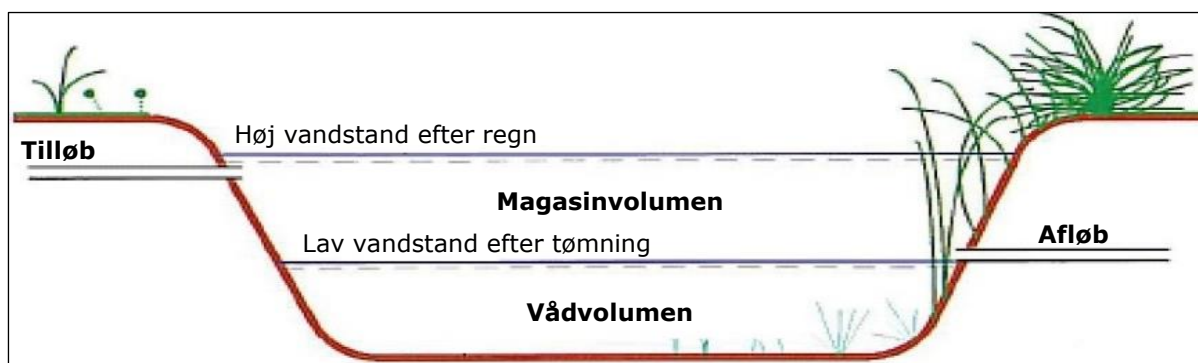 Høj vandstand efter regn
Tilløb
Magasinvolumen
Lav vandstand efter tømning
Afløb
Vådvolumen